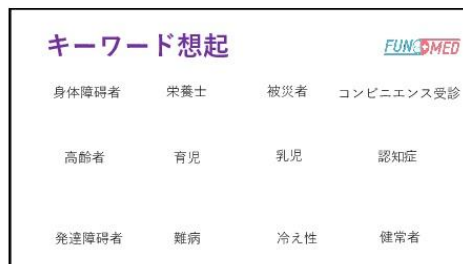 キーワード想起
FUN MED
身体障碍者 栄養士 被災者 コンビニエンス受診
高齢者 育児 乳児 認知症
発達障碍者 難病 冷え性 健常者